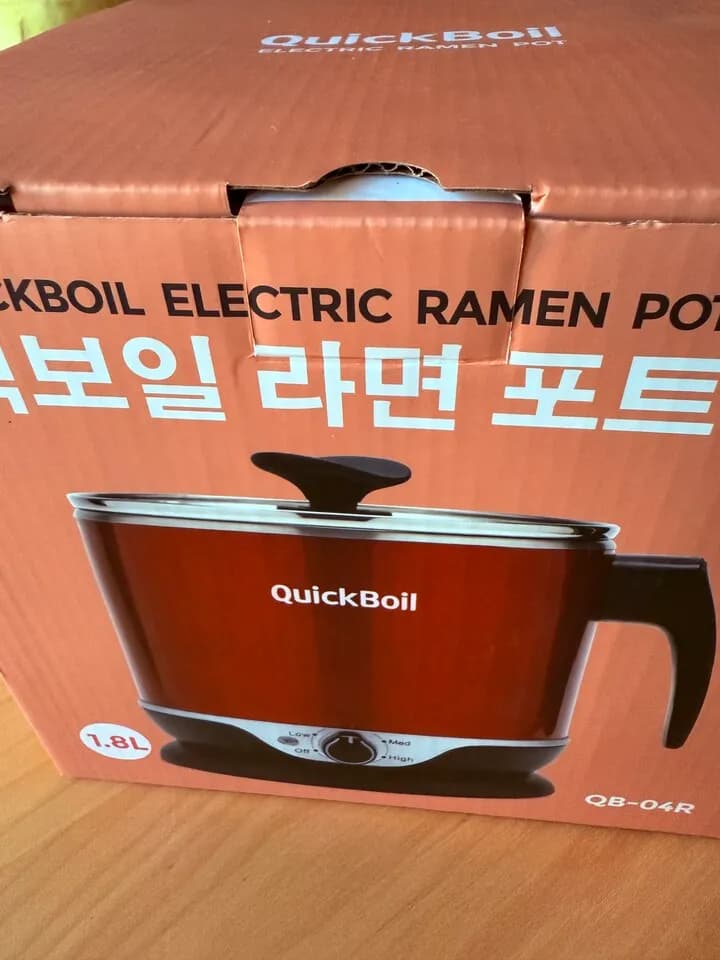 QuickBoil
ELECTRIC RAMEN POT
CKBOIL ELECTRIC RAMEN POT
보일 라면 포트
QuickBoil
Low
Med
Off
High
1.8L
QB-04R